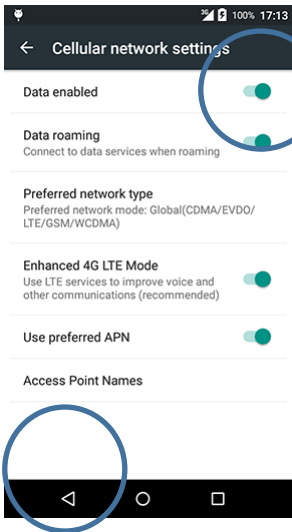 3G 100% 17:13
Cellular network settings
Data enabled
Data roaming
Connect to data services when roaming
Preferred network type
Preferred network mode: Global(CDMA/EVDO/
LTE/GSM/WCDMA)
Enhanced 4G LTE Mode
Use LTE services to improve voice and
other communications (recommended)
Use preferred APN
Access Point Names